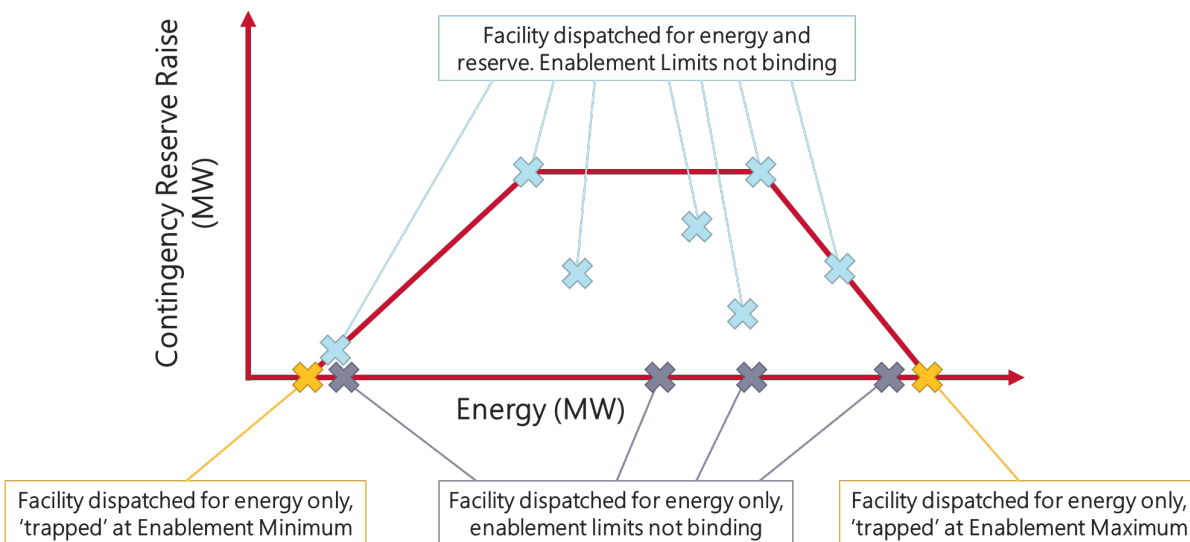 Facility dispatched for energy and
reserve. Enablement Limits not binding
Contingency Reserve Raise
(MW)
Energy (MW)
Facility dispatched for energy only,
‘trapped’ at Enablement Minimum
Facility dispatched for energy only,
enablement limits not binding
Facility dispatched for energy only,
‘trapped’ at Enablement Maximum